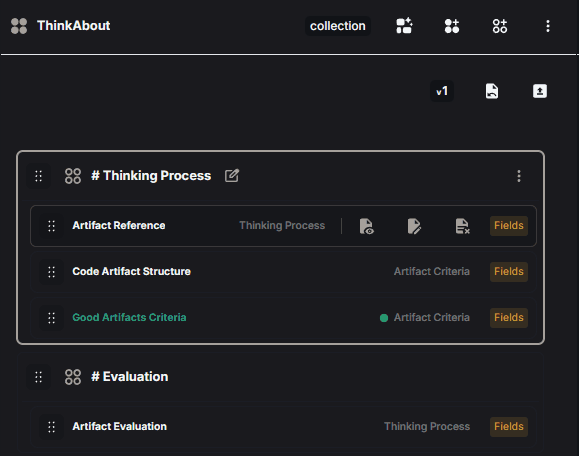 ThinkAbout collection
v1
# Thinking Process
Artifact Reference Thinking Process Fields
Code Artifact Structure Artifact Criteria Fields
Good Artifacts Criteria Artifact Criteria Fields
# Evaluation
Artifact Evaluation Thinking Process Fields